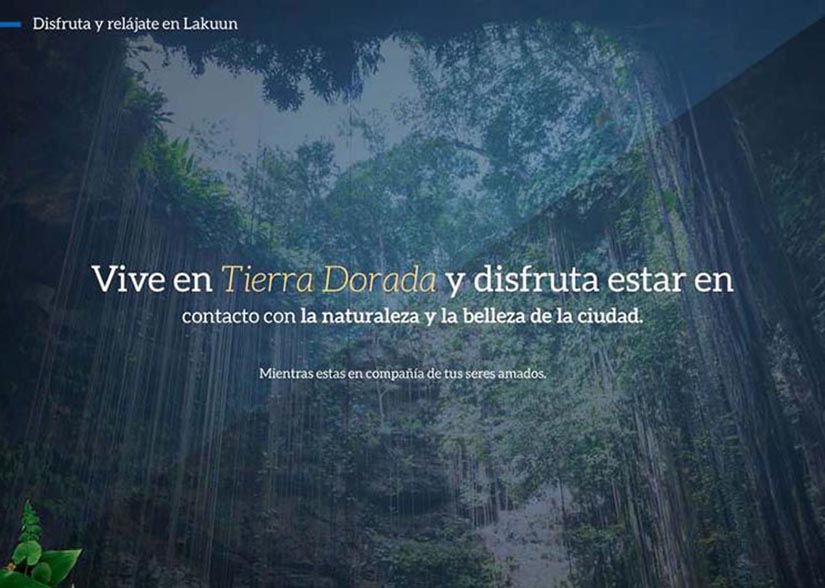 Disfruta y relájate en Lakuun
Vive en Tierra Dorada y disfruta estar en
contacto con la naturaleza y la belleza de la ciudad.
Mientras estas en compañía de tus seres amados.